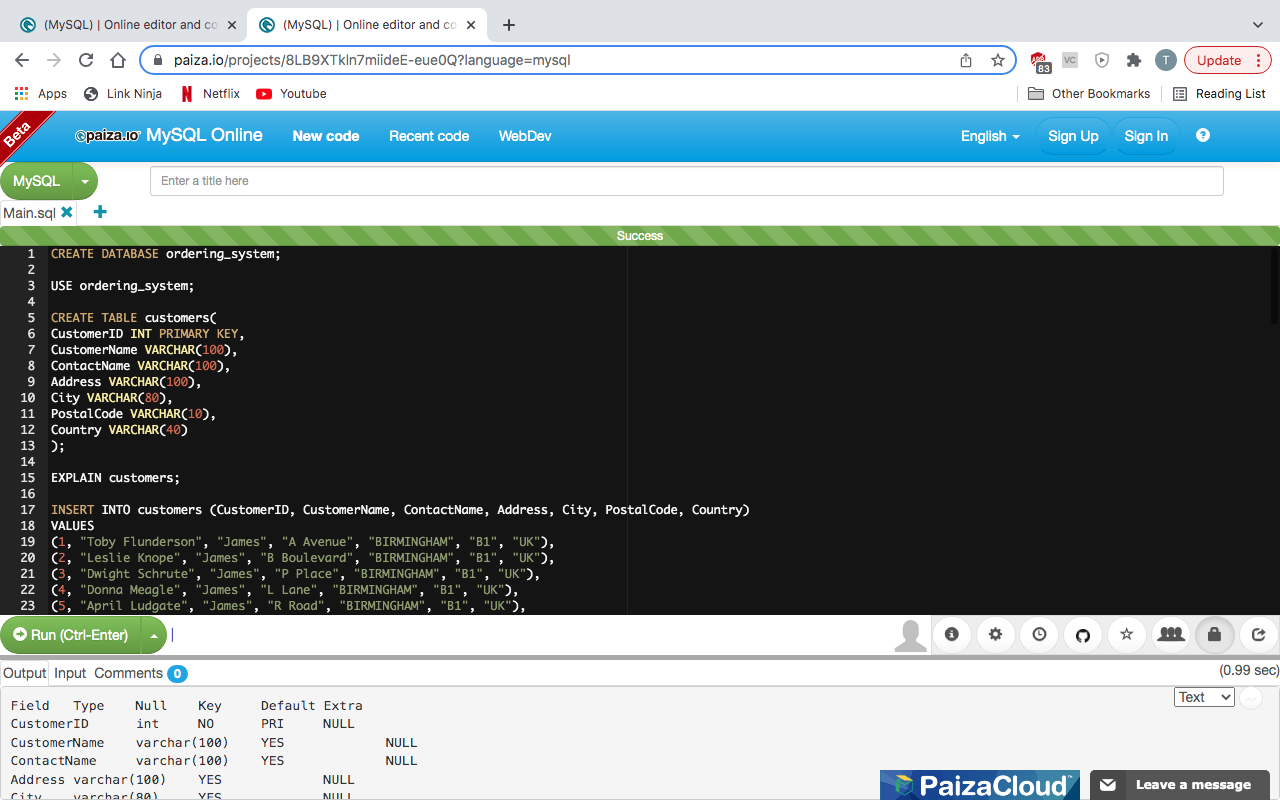 (MySQL) | Online editor and co
(MySQL) | Online editor and co
paiza.io/projects/8LB9XTkln7miideE-eue0Q?language=mysql
ABP
83
VC
T
Update
Apps
Link Ninja
Netflix
Youtube
Other Bookmarks
Reading List
Beta
paiza.io MySQL Online
New code
Recent code
WebDev
English
Sign Up
Sign In
?
MySQL
Enter a title here
Main.sql
Success
1 CREATE DATABASE ordering_system;
2
3 USE ordering_system;
4
5 CREATE TABLE customers(
6 CustomerID INT PRIMARY KEY,
7 CustomerName VARCHAR(100),
8 ContactName VARCHAR(100),
9 Address VARCHAR(100),
10 City VARCHAR(80),
11 PostalCode VARCHAR(10),
12 Country VARCHAR(40)
13 );
14
15 EXPLAIN customers;
16
17 INSERT INTO customers (CustomerID, CustomerName, ContactName, Address, City, PostalCode, Country)
18 VALUES
19 (1, "Toby Flunderson", "James", "A Avenue", "BIRMINGHAM", "B1", "UK"),
20 (2, "Leslie Knope", "James", "B Boulevard", "BIRMINGHAM", "B1", "UK"),
21 (3, "Dwight Schrute", "James", "P Place", "BIRMINGHAM", "B1", "UK"),
22 (4, "Donna Meagle", "James", "L Lane", "BIRMINGHAM", "B1", "UK"),
23 (5, "April Ludgate", "James", "R Road", "BIRMINGHAM", "B1", "UK"),
Run (Ctrl-Enter)
Output Input Comments 0
(0.99 sec)
Text
Field Type Null Key Default Extra
CustomerID int NO PRI NULL
CustomerName varchar(100) YES NULL
ContactName varchar(100) YES NULL
Address varchar(100) YES NULL
City varchar(80) YES NULL
PaizaCloud
Leave a message